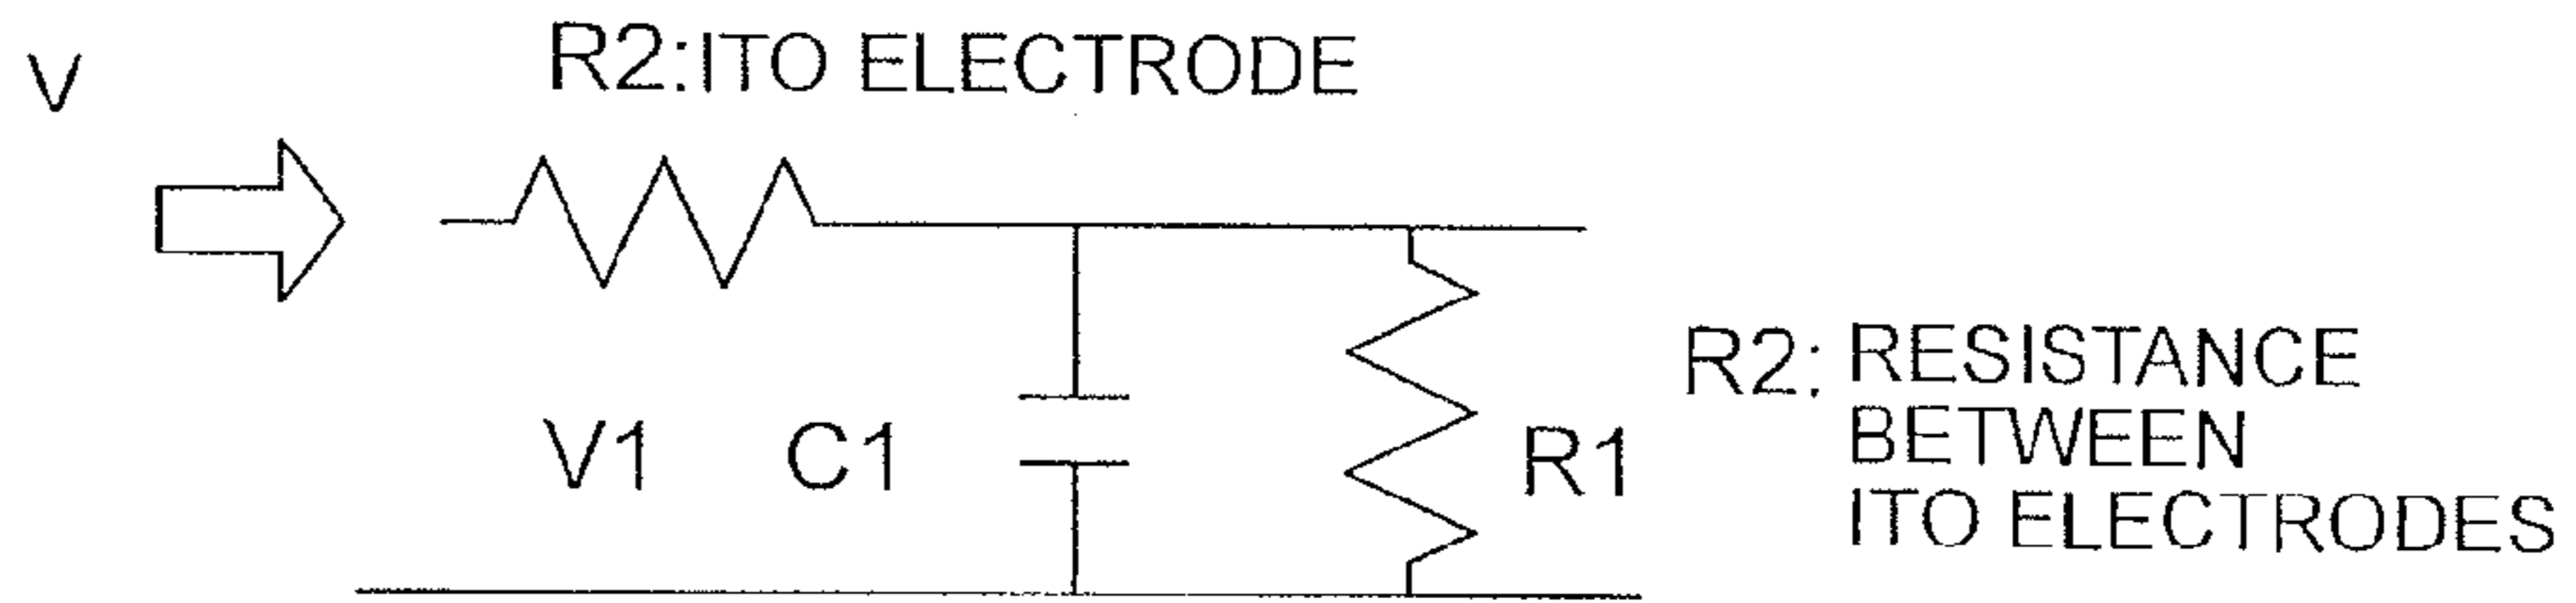 V
R2:ITO ELECTRODE
V1
C1
R1
R2: RESISTANCE
BETWEEN
ITO ELECTRODES